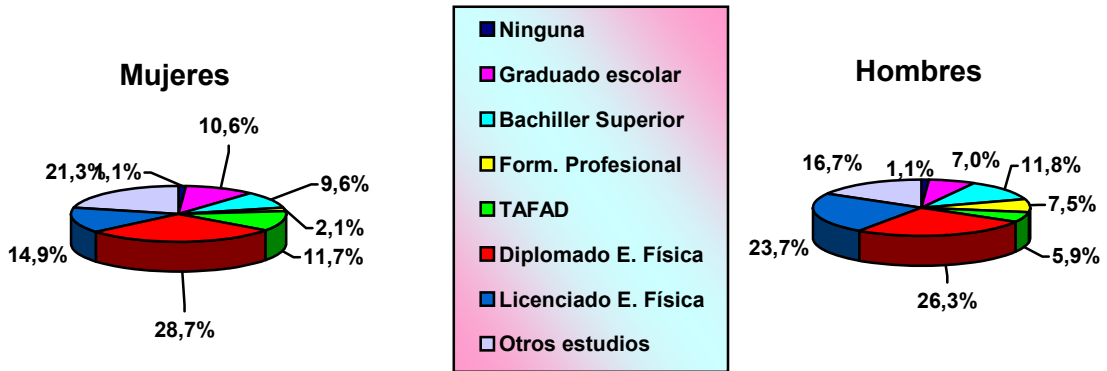 Mujeres
10,6%
21,3%
1,1%
9,6%
2,1%
14,9%
11,7%
28,7%
Ninguna
Graduado escolar
Bachiller Superior
Form. Profesional
TAFAD
Diplomado E. Física
Licenciado E. Física
Otros estudios
Hombres
16,7%
1,1%
7,0%
11,8%
7,5%
23,7%
5,9%
26,3%